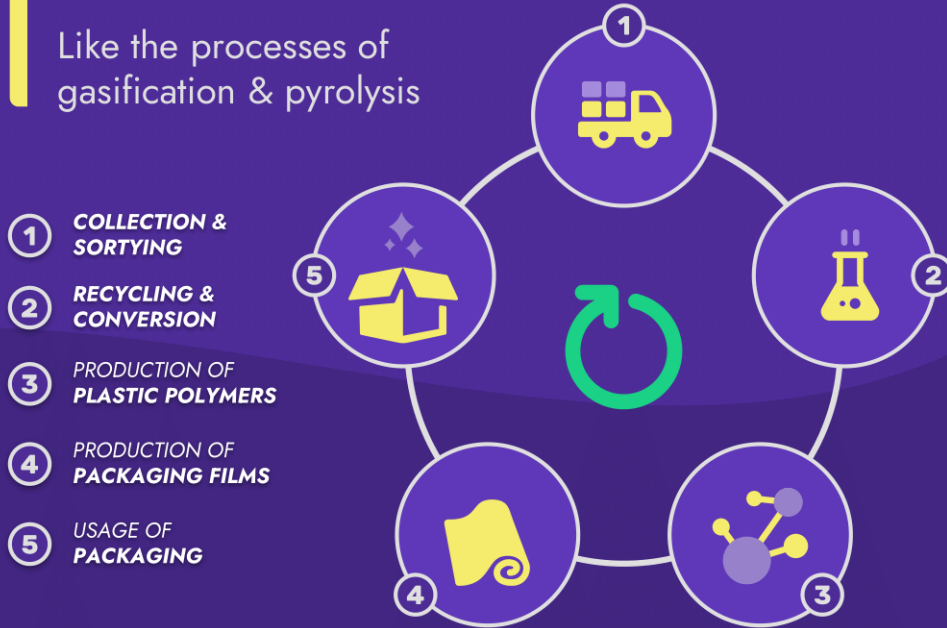 Like the processes of
gasification & pyrolysis
1 COLLECTION &
SORTYING
2 RECYCLING &
CONVERSION
3 PRODUCTION OF
PLASTIC POLYMERS
4 PRODUCTION OF
PACKAGING FILMS
5 USAGE OF
PACKAGING
1
2
3
4
5